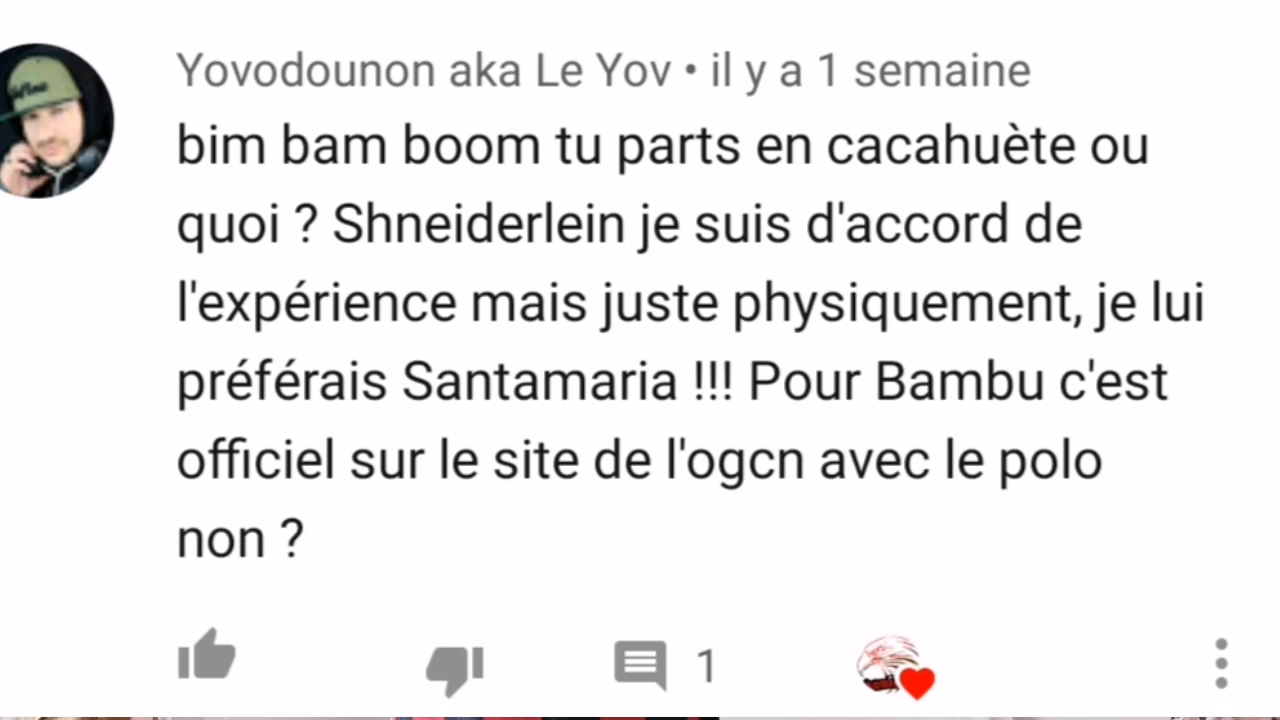 Yovodounon aka Le Yov • il y a 1 semaine
bim bam boom tu parts en cacahuète ou
quoi ? Shneiderlein je suis d'accord de
l'expérience mais juste physiquement, je lui
préférais Santamaria !!! Pour Bambu c'est
officiel sur le site de l'ogcn avec le polo
non ?
1